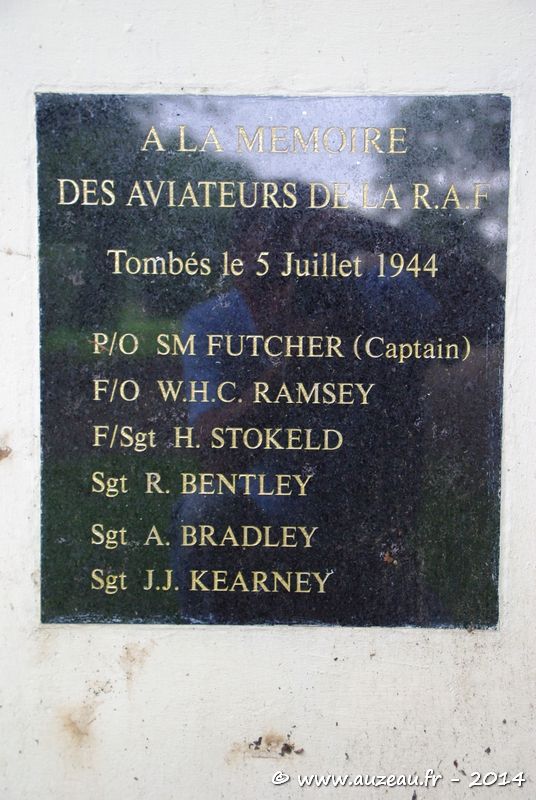 A LA MEMOIRE
DES AVIATEURS DE LA R.A.F
Tombés le 5 Juillet 1944
P/O SM FUTCHER (Captain)
F/O W.H.C. RAMSEY
F/Sgt H. STOKELD
Sgt R. BENTLEY
Sgt A. BRADLEY
Sgt J.J. KEARNEY
© www.auzeau.fr - 2014